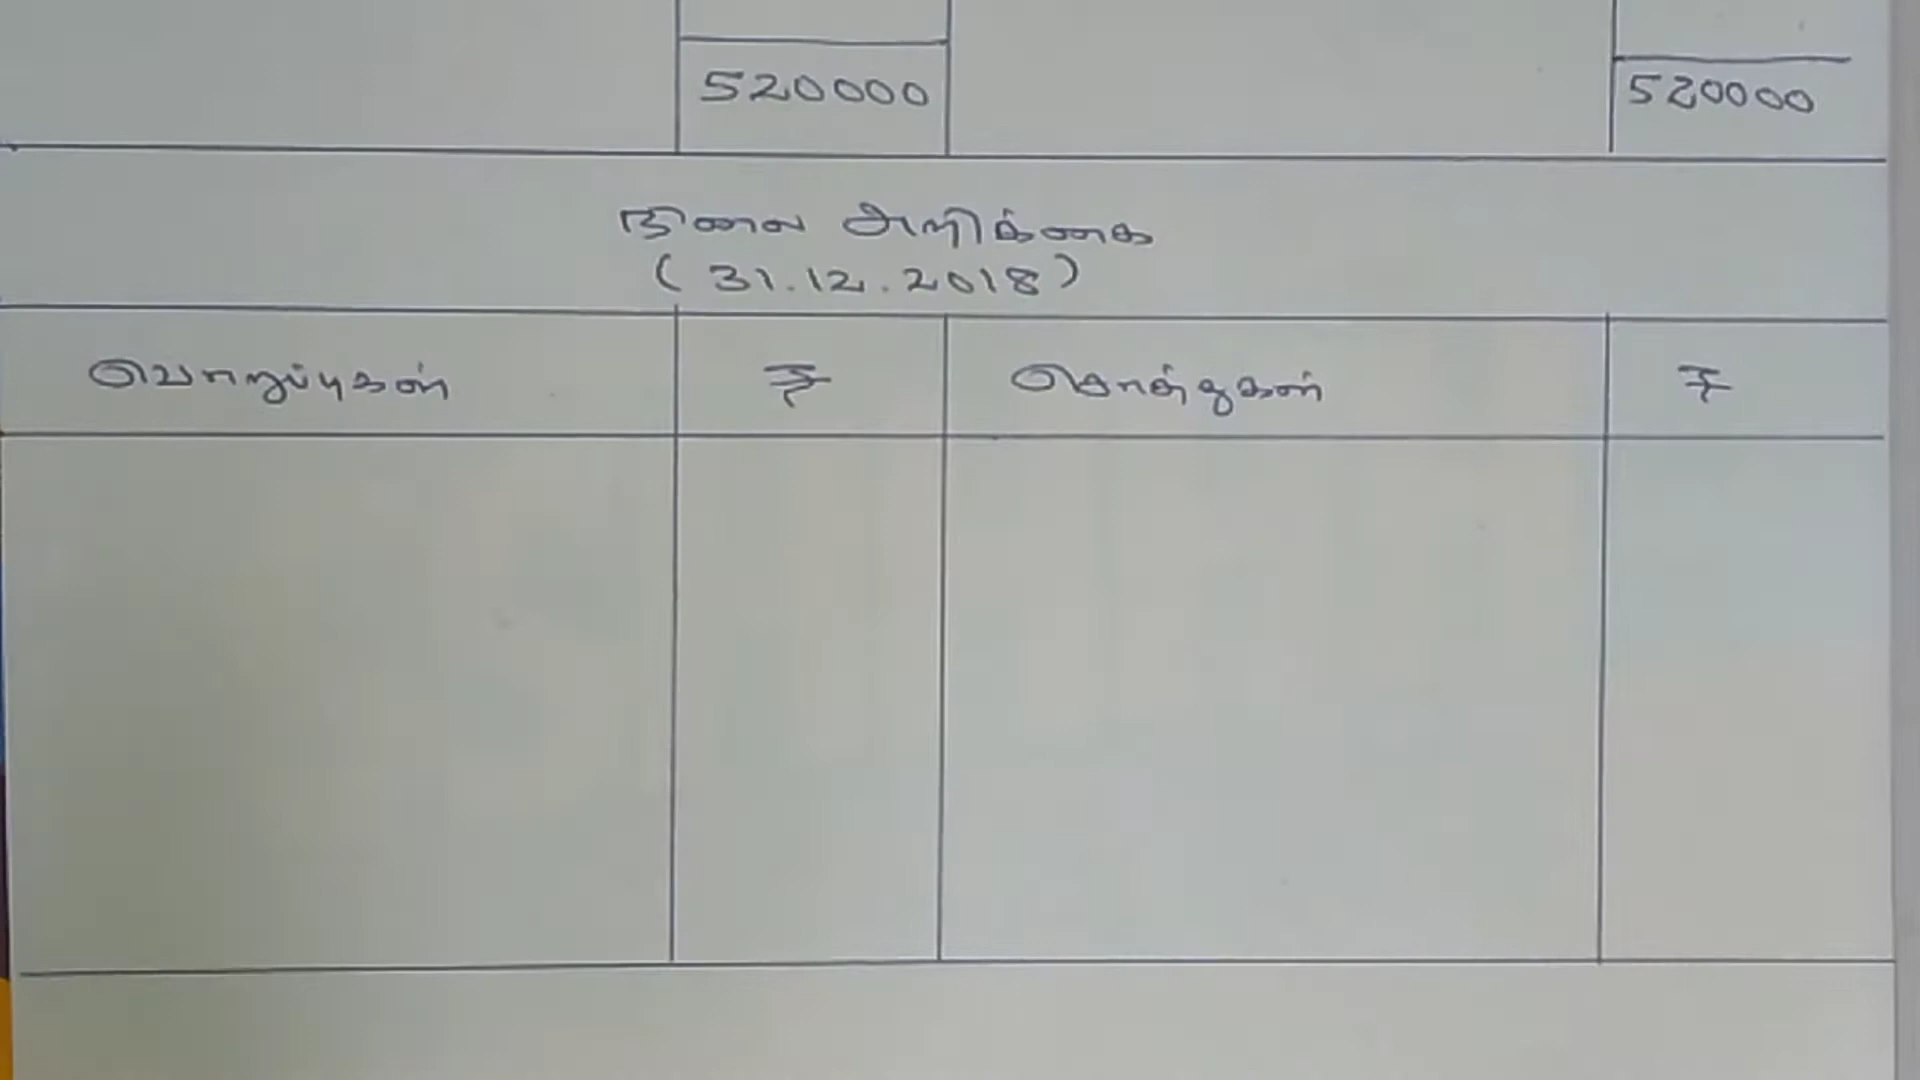 520000 520000
நிலை அறிக்கை
( 31.12.2018 )
பொறுப்புகள் ₹ சொத்துகள் ₹